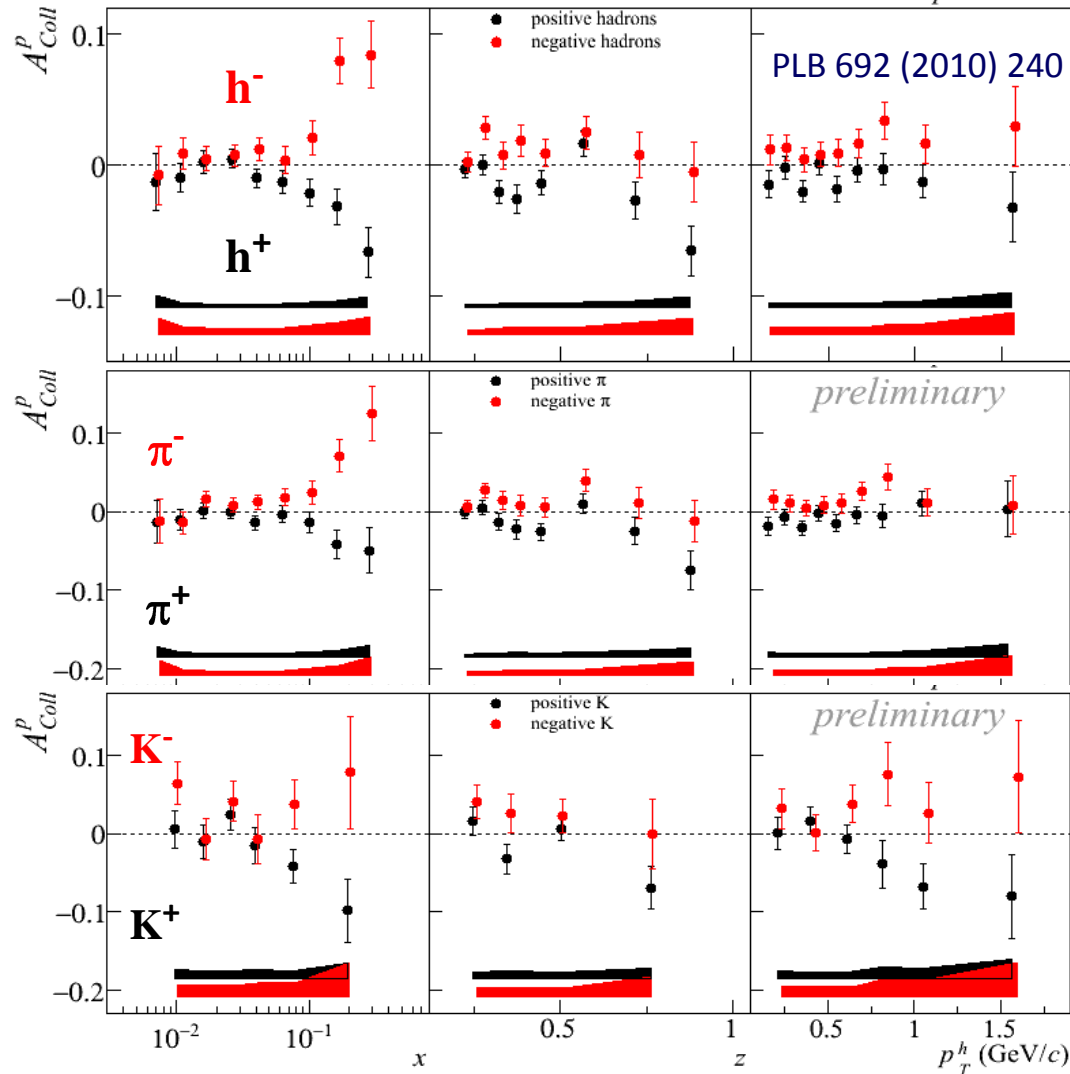 p
A^p_Coll
positive hadrons
negative hadrons
PLB 692 (2010) 240
0.1
h-
0
h+
−0.1
A^p_Coll
positive π
negative π
preliminary
0.1
π-
0
−0.1
π+
−0.2
A^p_Coll
positive K
negative K
preliminary
K-
0.1
0
−0.1
K+
−0.2
10^−2 10^−1 0.5 1 0.5 1 1.5
x z p_T^h (GeV/c)